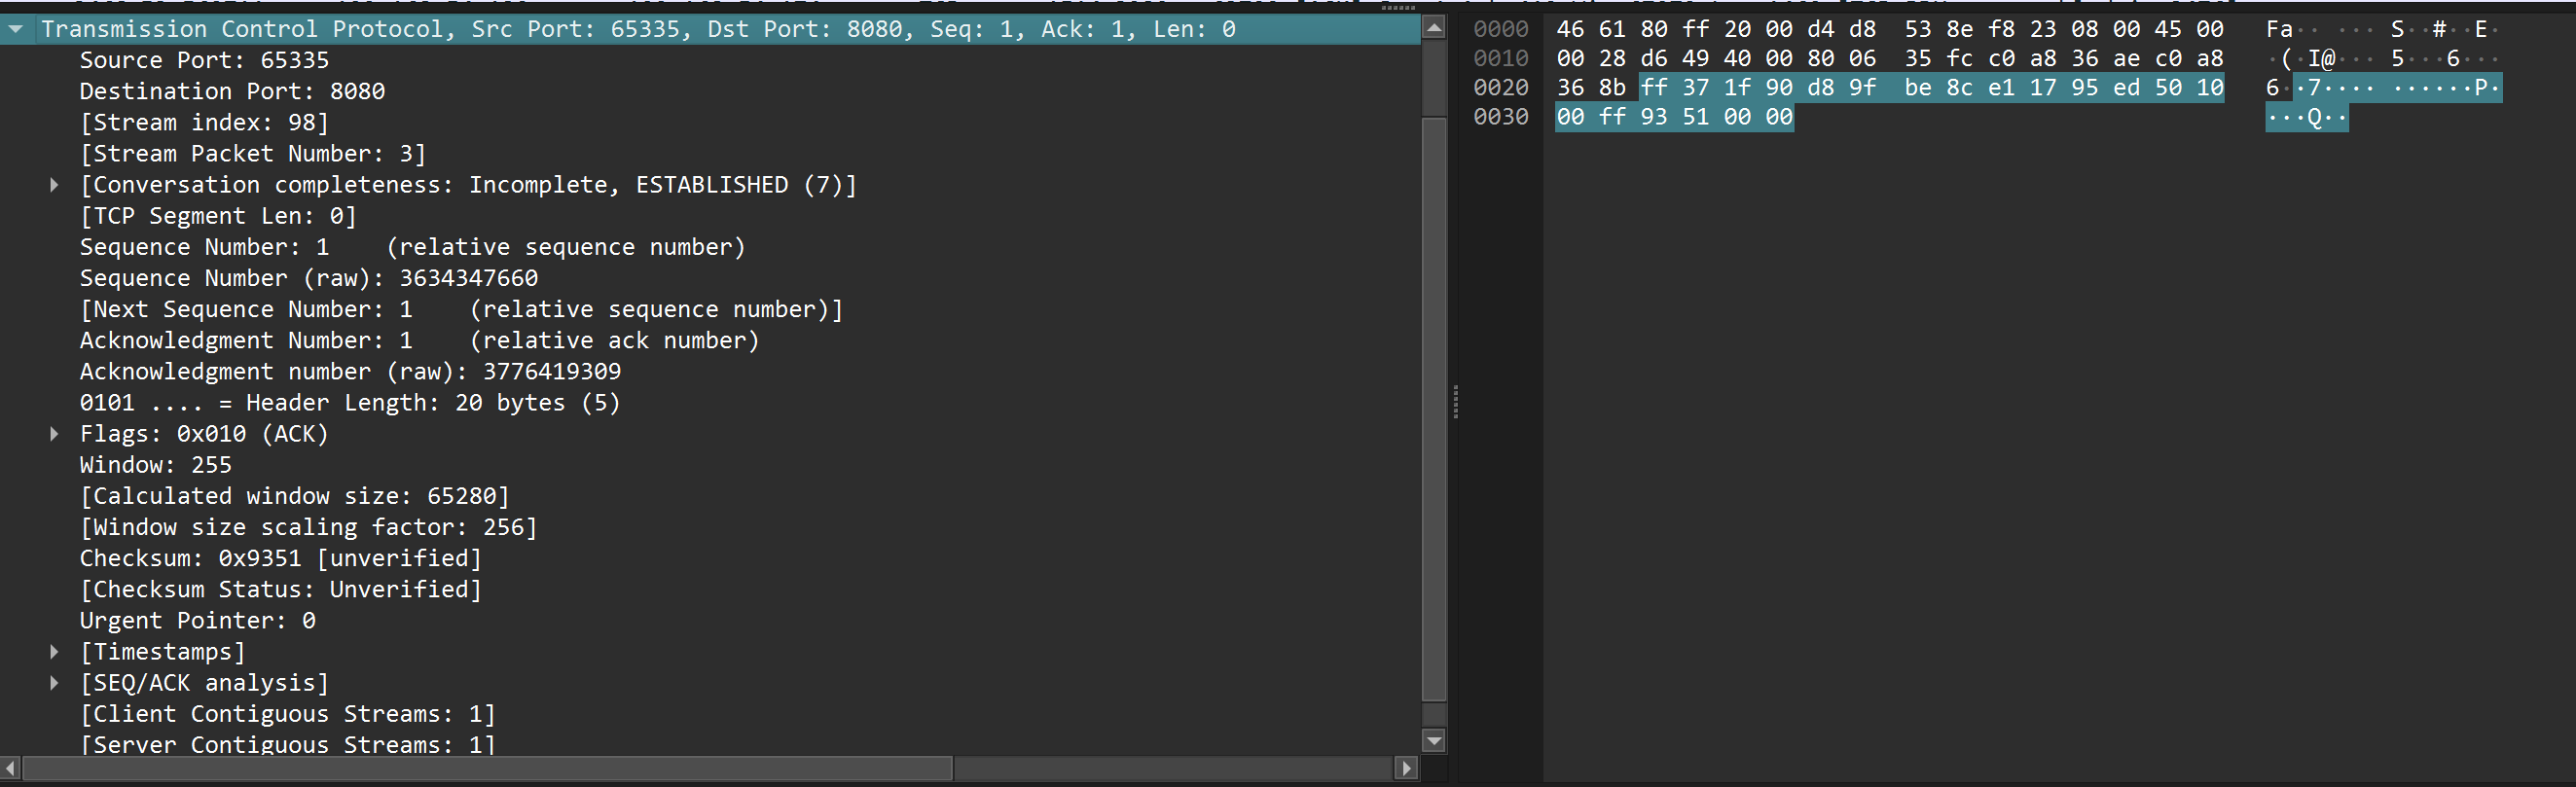 Transmission Control Protocol, Src Port: 65335, Dst Port: 8080, Seq: 1, Ack: 1, Len: 0
Source Port: 65335
Destination Port: 8080
[Stream index: 98]
[Stream Packet Number: 3]
[Conversation completeness: Incomplete, ESTABLISHED (7)]
[TCP Segment Len: 0]
Sequence Number: 1    (relative sequence number)
Sequence Number (raw): 3634347660
[Next Sequence Number: 1    (relative sequence number)]
Acknowledgment Number: 1    (relative ack number)
Acknowledgment number (raw): 3776419309
0101 .... = Header Length: 20 bytes (5)
Flags: 0x010 (ACK)
Window: 255
[Calculated window size: 65280]
[Window size scaling factor: 256]
Checksum: 0x9351 [unverified]
[Checksum Status: Unverified]
Urgent Pointer: 0
[Timestamps]
[SEQ/ACK analysis]
[Client Contiguous Streams: 1]
[Server Contiguous Streams: 1]
0000 46 61 80 ff 20 00 d4 d8 53 8e f8 23 08 00 45 00 Fa·· ··· S··#··E·
0010 00 28 d6 49 40 00 80 06 35 fc c0 a8 36 ae c0 a8 ·(·I@··· 5···6···
0020 36 8b ff 37 1f 90 d8 9f be 8c e1 17 95 ed 50 10 6··7···· ······P·
0030 00 ff 93 51 00 00 ···Q··